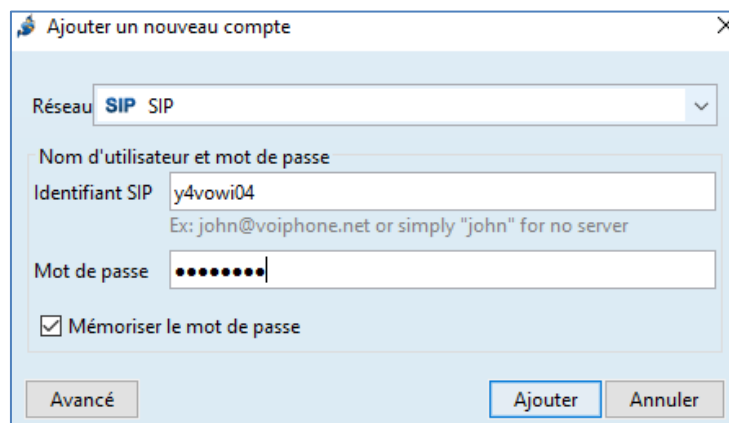 Ajouter un nouveau compte
Réseau SIP SIP
Nom d'utilisateur et mot de passe
Identifiant SIP y4vowi04
Ex: john@voiphone.net or simply "john" for no server
Mot de passe ••••••••
Mémoriser le mot de passe
Avancé Ajouter Annuler